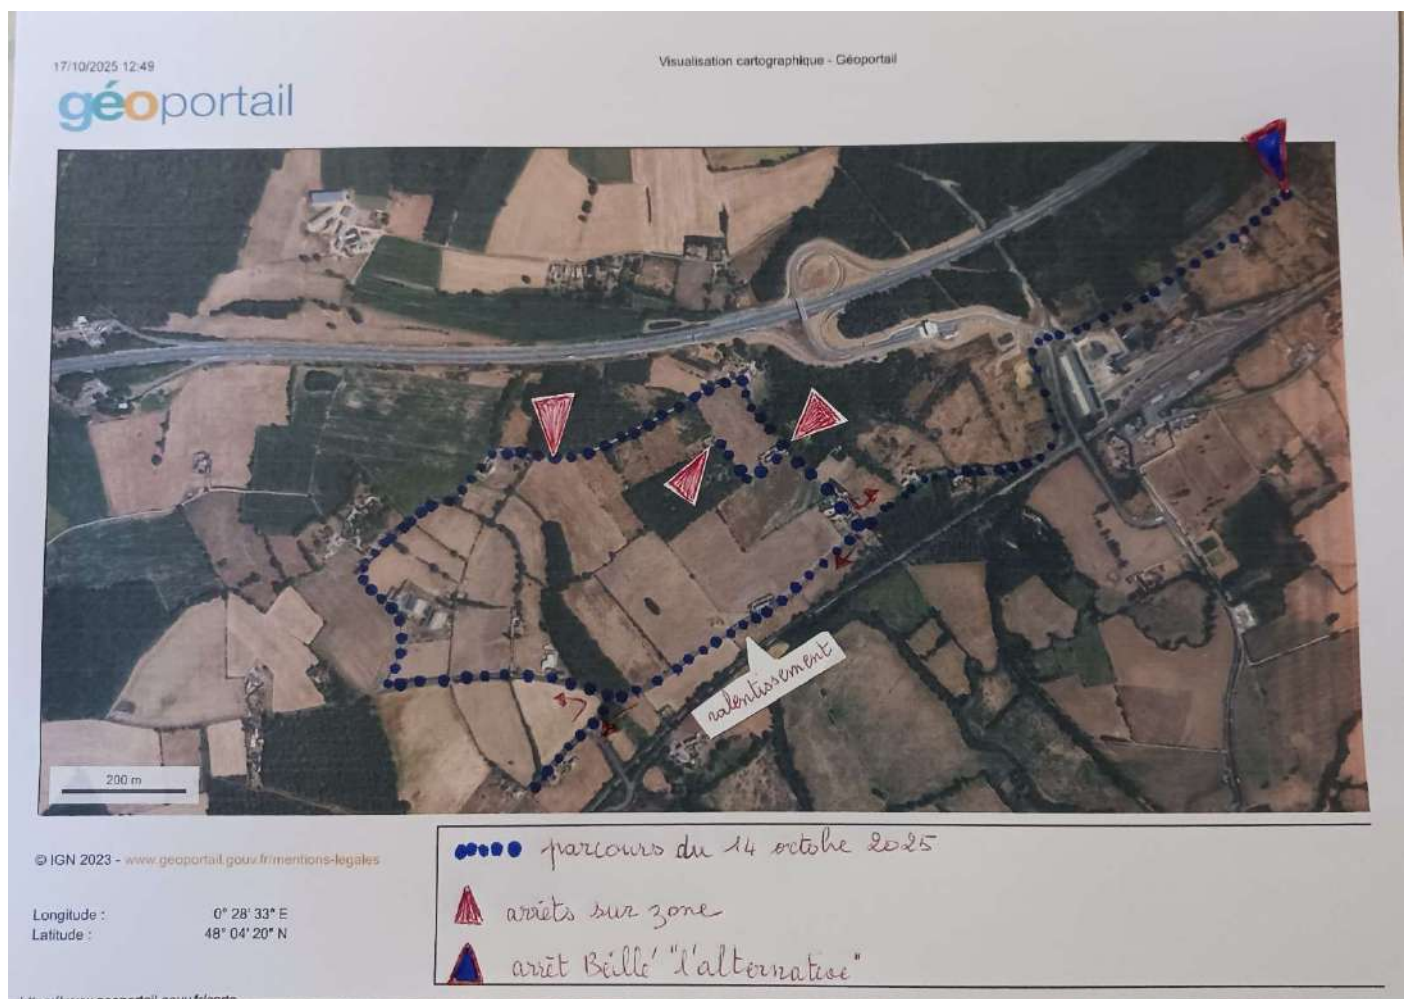 17/10/2025 12:49
Visualisation cartographique - Géoportail
géoportail
ralentissement
200 m
© IGN 2023 - www.geoportail.gouv.fr/mentions-legales
parcours du 14 octobre 2025
arrêts sur zone
Longitude : 0° 28' 33" E
Latitude : 48° 04' 20" N
arrêt Beillé "l'alternative"